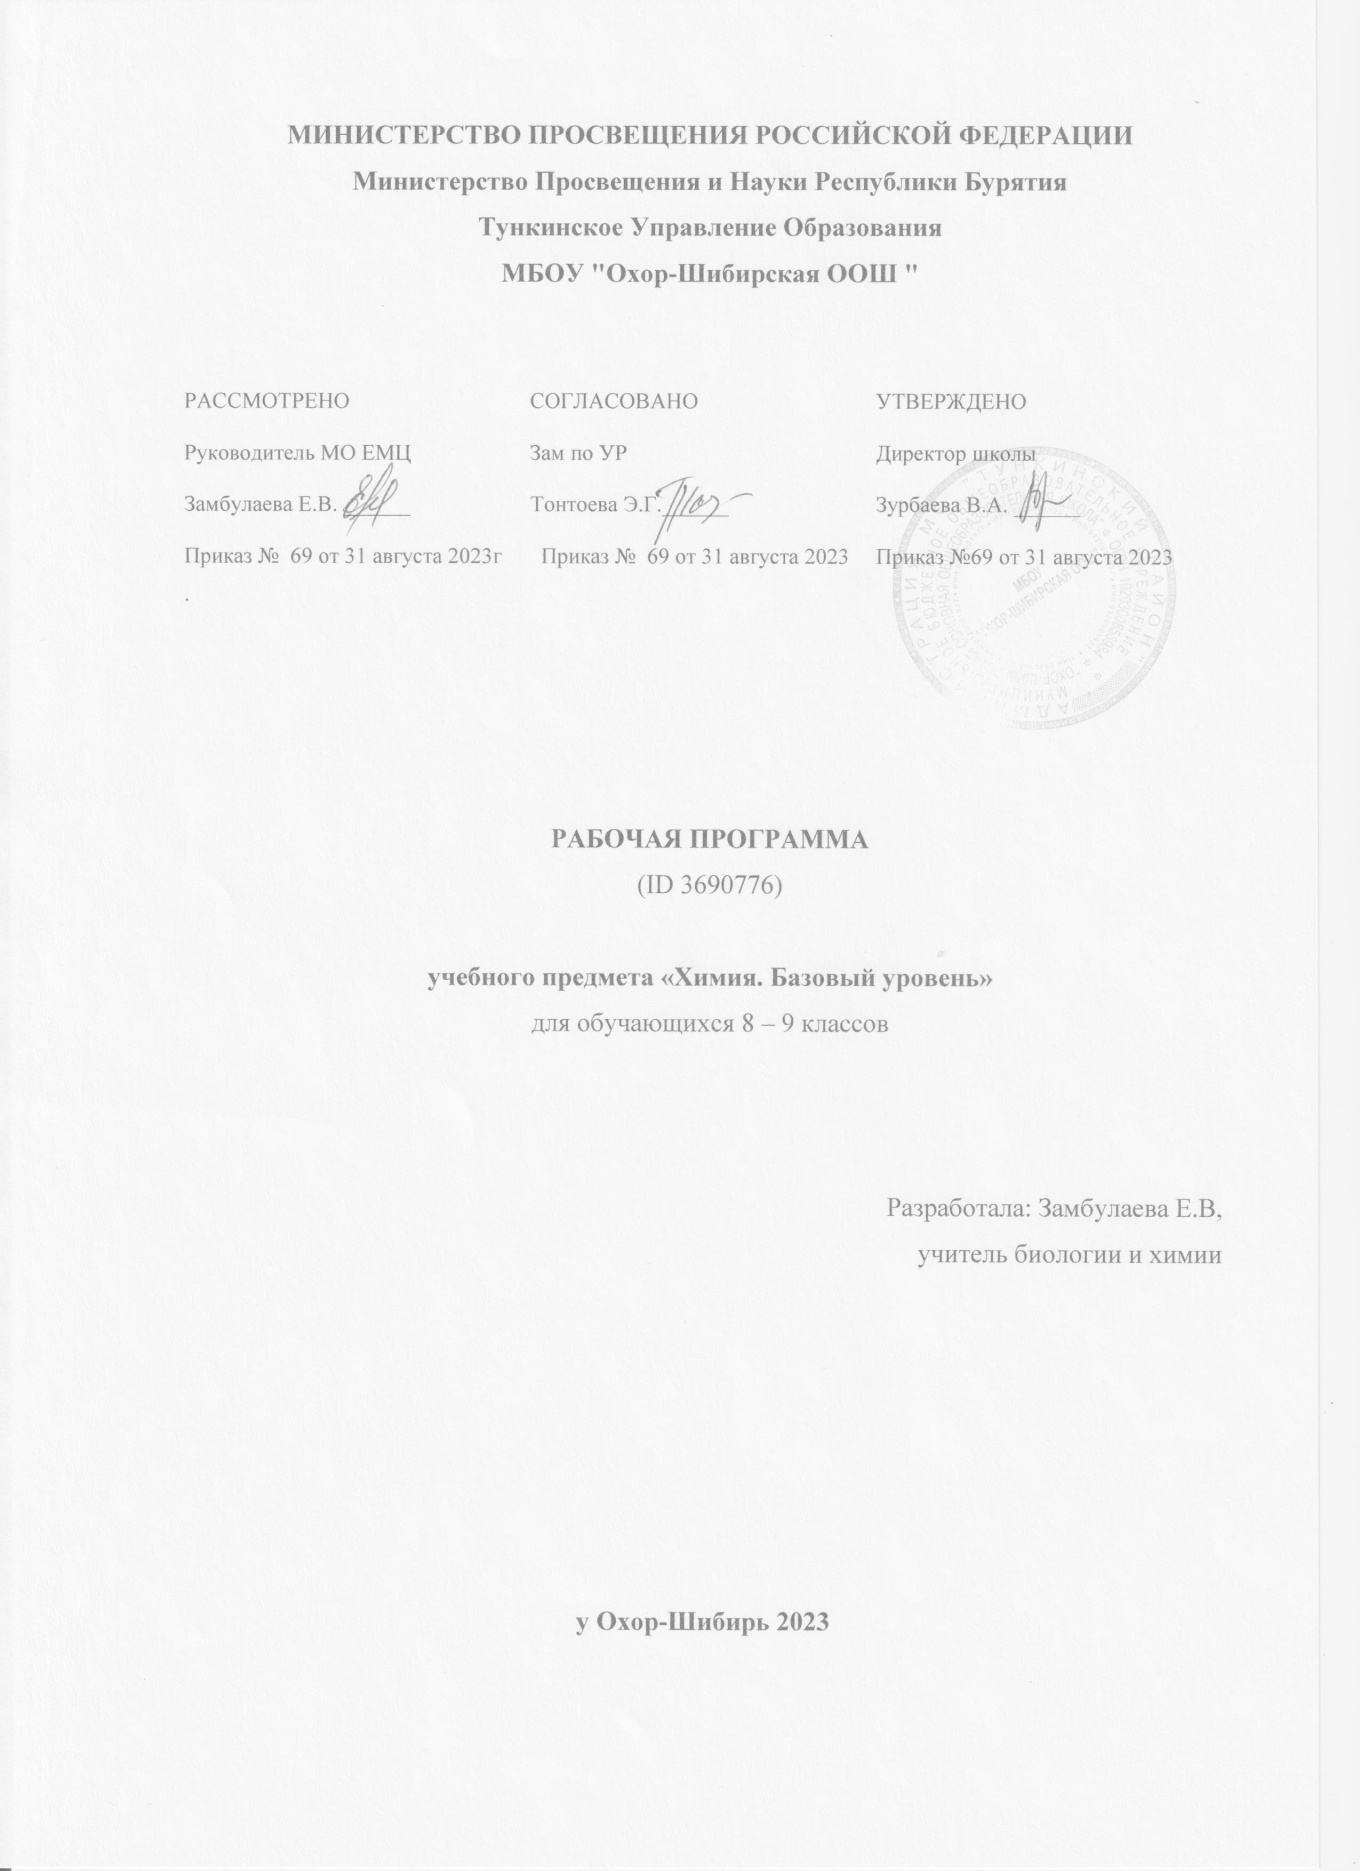 МИНИСТЕРСТВО ПРОСВЕЩЕНИЯ РОССИЙСКОЙ ФЕДЕРАЦИИ
Министерство Просвещения и Науки Республики Бурятия
Тункинское Управление Образования
МБОУ "Охор-Шибирская ООШ "
РАССМОТРЕНО
Руководитель МО ЕМЦ
Замбулаева Е.В.
Приказ № 69 от 31 августа 2023г
.
СОГЛАСОВАНО
Зам по УР
Тонтоева Э.Г.
Приказ № 69 от 31 августа 2023
УТВЕРЖДЕНО
Директор школы
Зурбаева В.А.
Приказ №69 от 31 августа 2023
МБОУ
РАБОЧАЯ ПРОГРАММА
(ID 3690776)
учебного предмета «Химия. Базовый уровень»
для обучающихся 8 – 9 классов
Разработала: Замбулаева Е.В,
учитель биологии и химии
у Охор-Шибирь 2023